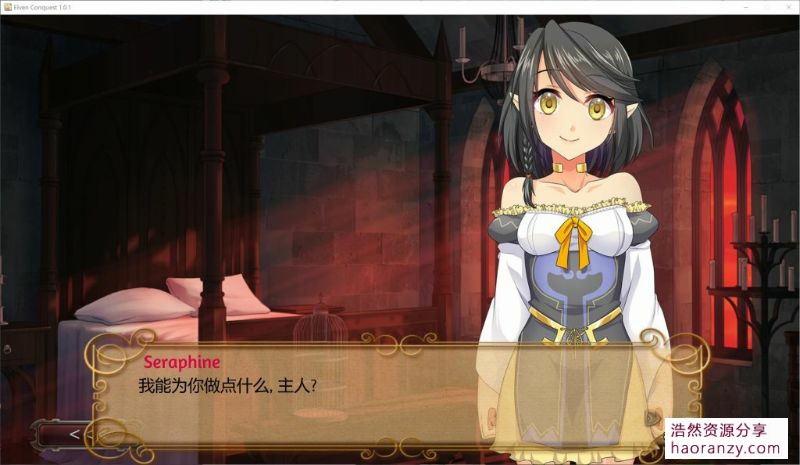 Elven Conquest 1.0.1
Seraphine
我能为你做点什么, 主人?
<
浩然资源分享
haoranzy.com